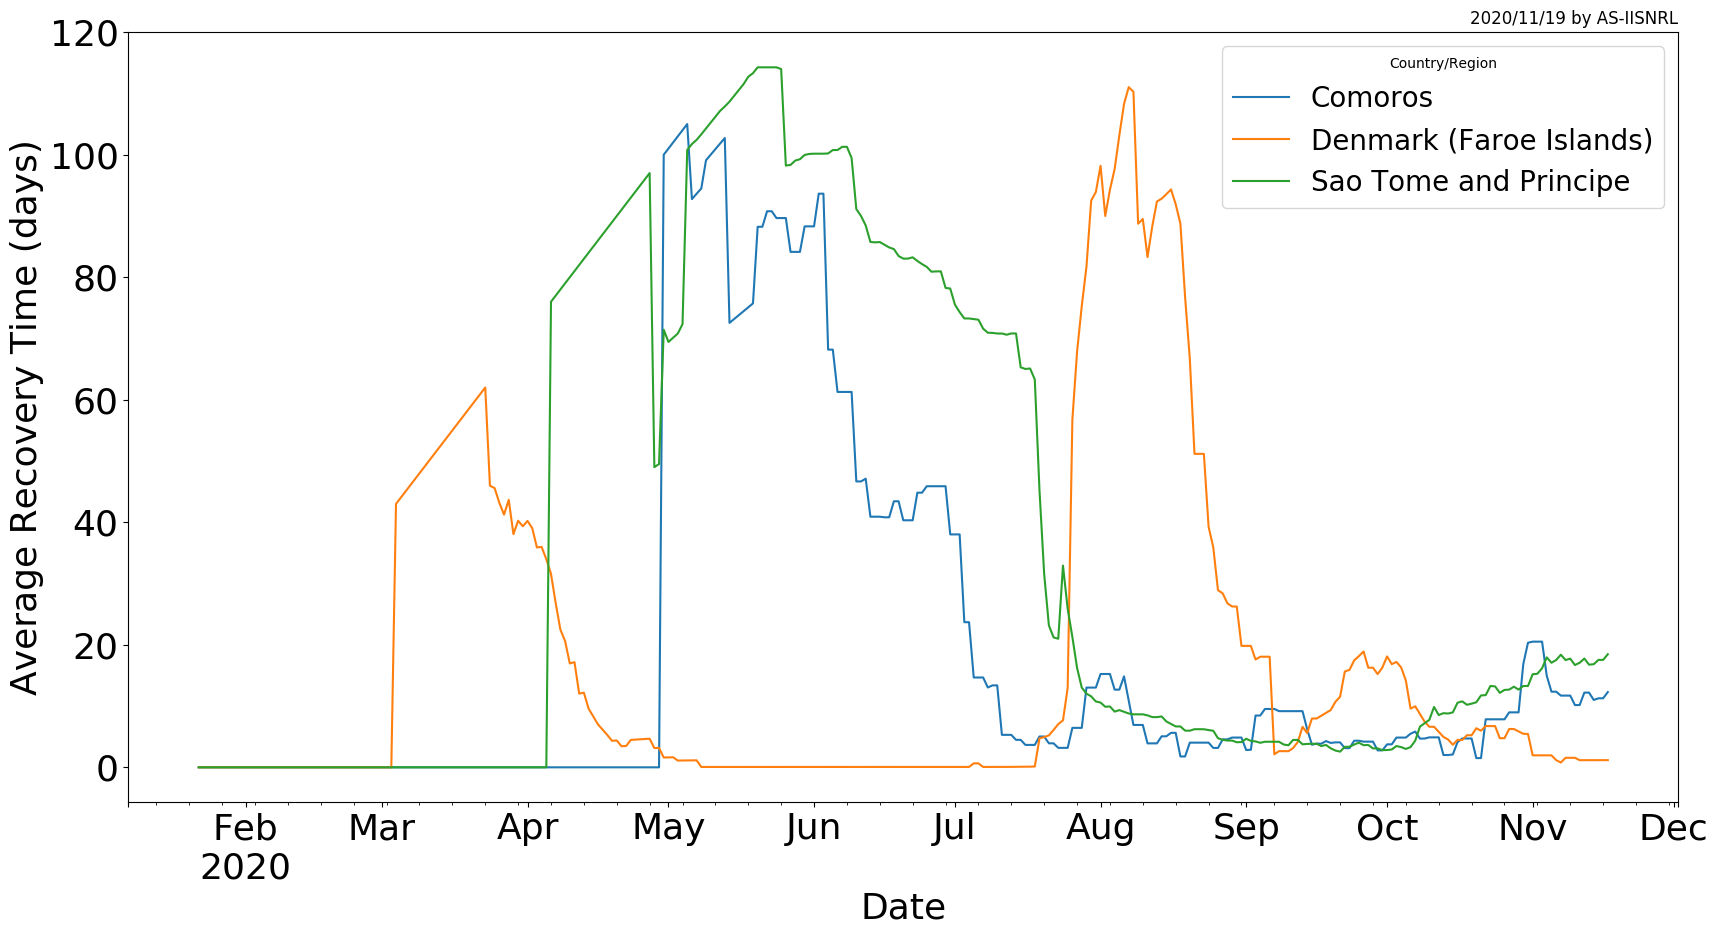 2020/11/19 by AS-IISNRL
Country/Region
Comoros
Denmark (Faroe Islands)
Sao Tome and Principe
Average Recovery Time (days)
120
100
80
60
40
20
0
Feb Mar Apr May Jun Jul Aug Sep Oct Nov Dec
2020
Date